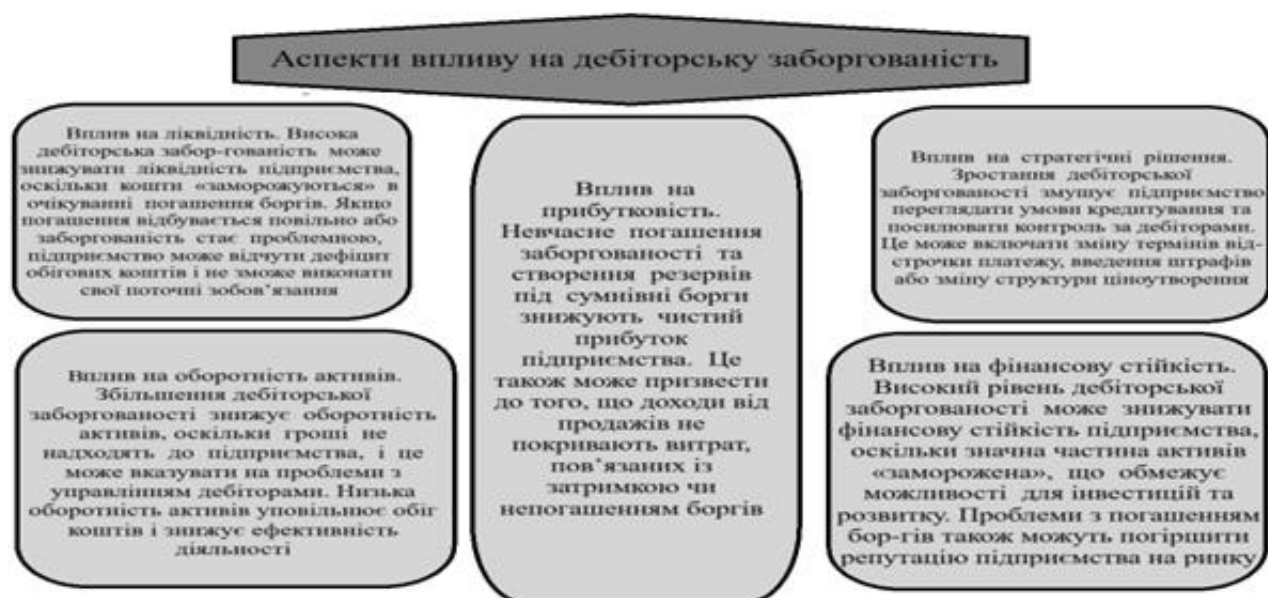 Аспекти впливу на дебіторську заборгованість
Вплив на ліквідність. Висока
дебіторська забор-гованість може
знижувати ліквідність підприємства,
оскільки кошти «заморожуються» в
очікуванні погашення боргів. Якщо
погашення відбувається повільно або
заборгованість стає проблемною,
підприємство може відчути дефіцит
обігових коштів і не зможе виконати
свої поточні зобов’язання
Вплив на оборотність активів.
Збільшення дебіторської
заборгованості знижує оборотність
активів, оскільки гроші не
надходять до підприємства, і це
може вказувати на проблеми з
управлінням дебіторами. Низька
оборотність активів уповільнює обіг
коштів і знижує ефективність
діяльності
Вплив на
прибутковість.
Невчасне погашення
заборгованості та
створення резервів
під сумнівні борги
знижують чистий
прибуток
підприємства. Це
також може призвести
до того, що доходи від
продажів не
покривають витрат,
пов’язаних із
затримкою чи
непогашенням боргів
Вплив на стратегічні рішення.
Зростання дебіторської
заборгованості змушує підприємство
переглядати умови кредитування та
посилювати контроль за дебіторами.
Це може включати зміну термінів від-
строчки платежу, введення штрафів
або зміну структури ціноутворення
Вплив на фінансову стійкість.
Високий рівень дебіторської
заборгованості може знижувати
фінансову стійкість підприємства,
оскільки значна частина активів
«заморожена», що обмежує
можливості для інвестицій та
розвитку. Проблеми з погашенням
бор-гів також можуть погіршити
репутацію підприємства на ринку